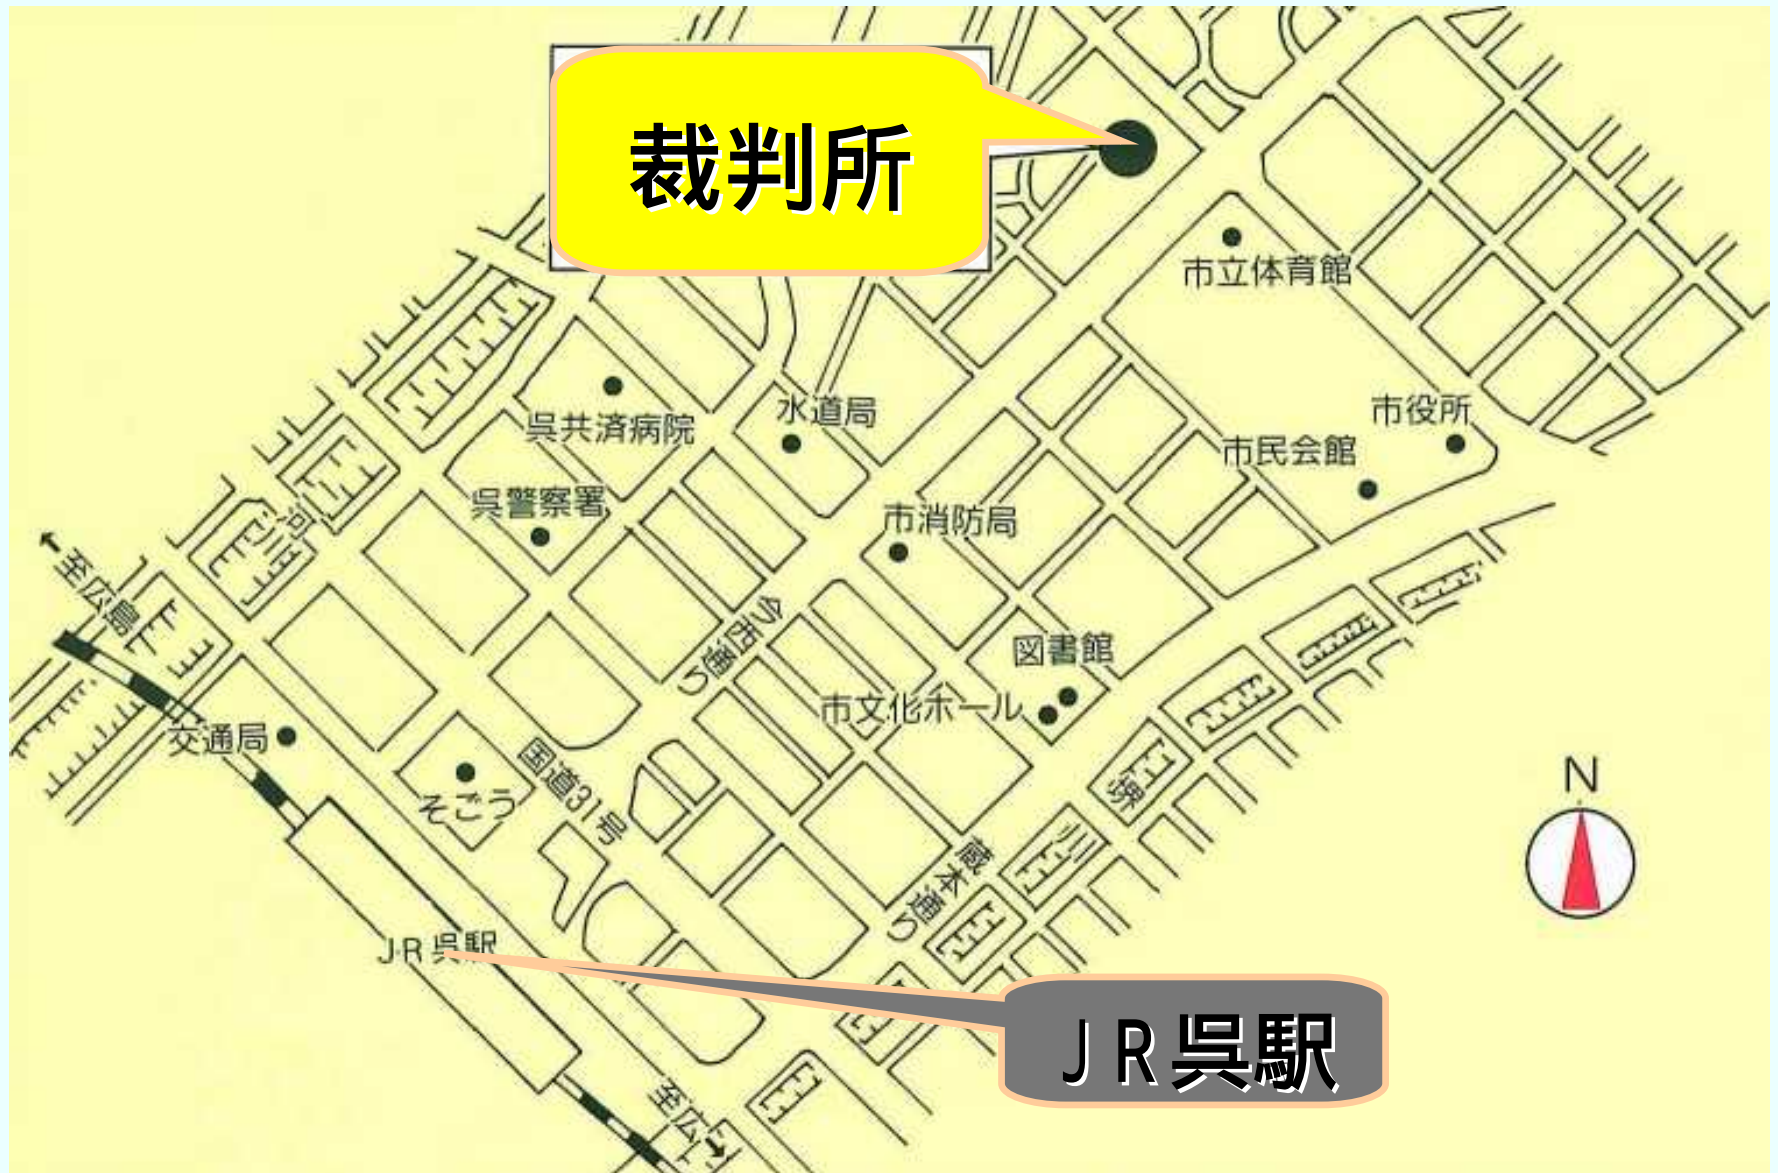 裁判所
市立体育館
市役所
市民会館
水道局
呉共済病院
呉警察署
市消防局
河
川
至広島
今西通り
図書館
市文化ホール
交通局
そごう
国道31号
堺
川
蔵本通り
N
JR呉駅
JR呉駅
至広